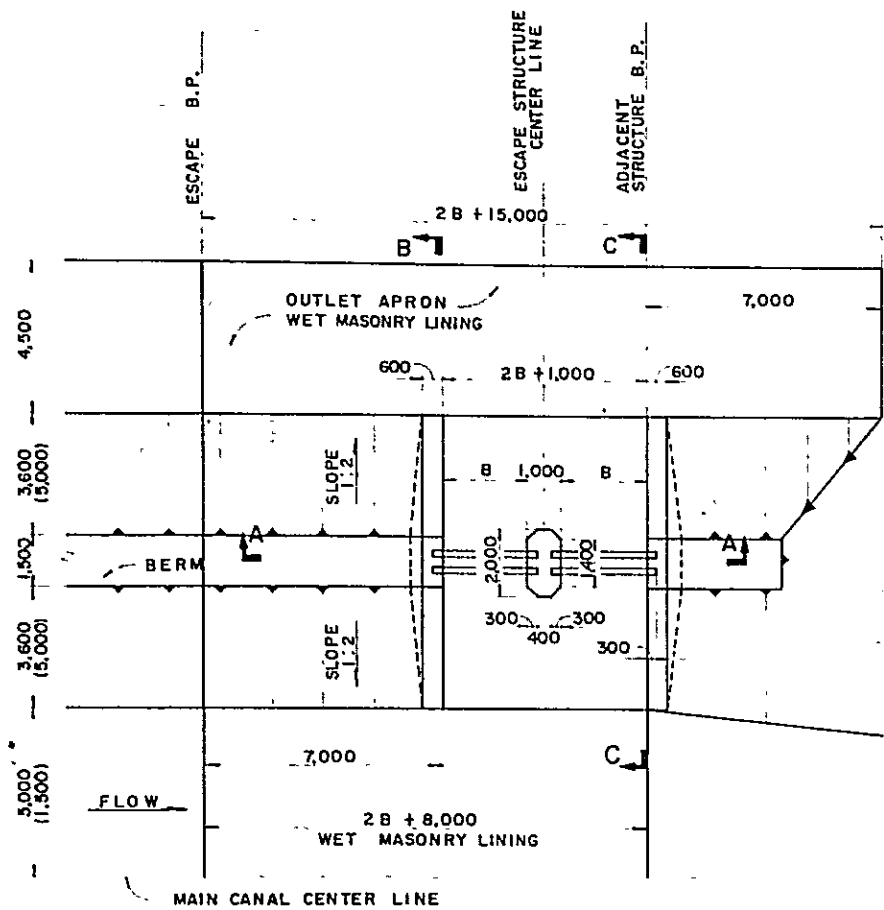 ESCAPE B.P.
ESCAPE STRUCTURE
CENTER LINE
ADJACENT
STRUCTURE B.P.
2B + 15,000
B
C
OUTLET APRON
WET MASONRY LINING
7,000
4,500
600
2B + 1,000
600
3,600
(5,000)
SLOPE
1:2
B
1,000
B
A
A
1,500
BERM
2,000
1,400
300
300
400
300
3,600
(5,000)
SLOPE
1:2
7,000
C
5,000
(1,500)
FLOW
2B + 8,000
WET MASONRY LINING
MAIN CANAL CENTER LINE